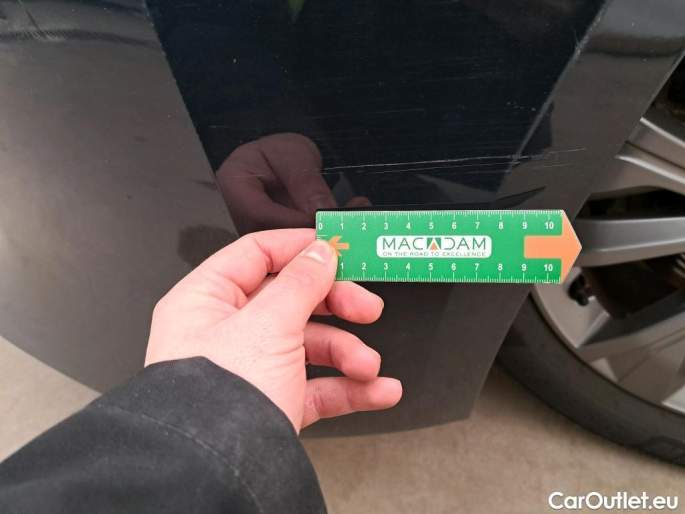 0 1 2 3 4 5 6 7 8 9 10
MACADAM
ON THE ROAD TO EXCELLENCE
1 2 3 4 5 6 7 8 9 10
CarOutlet.eu